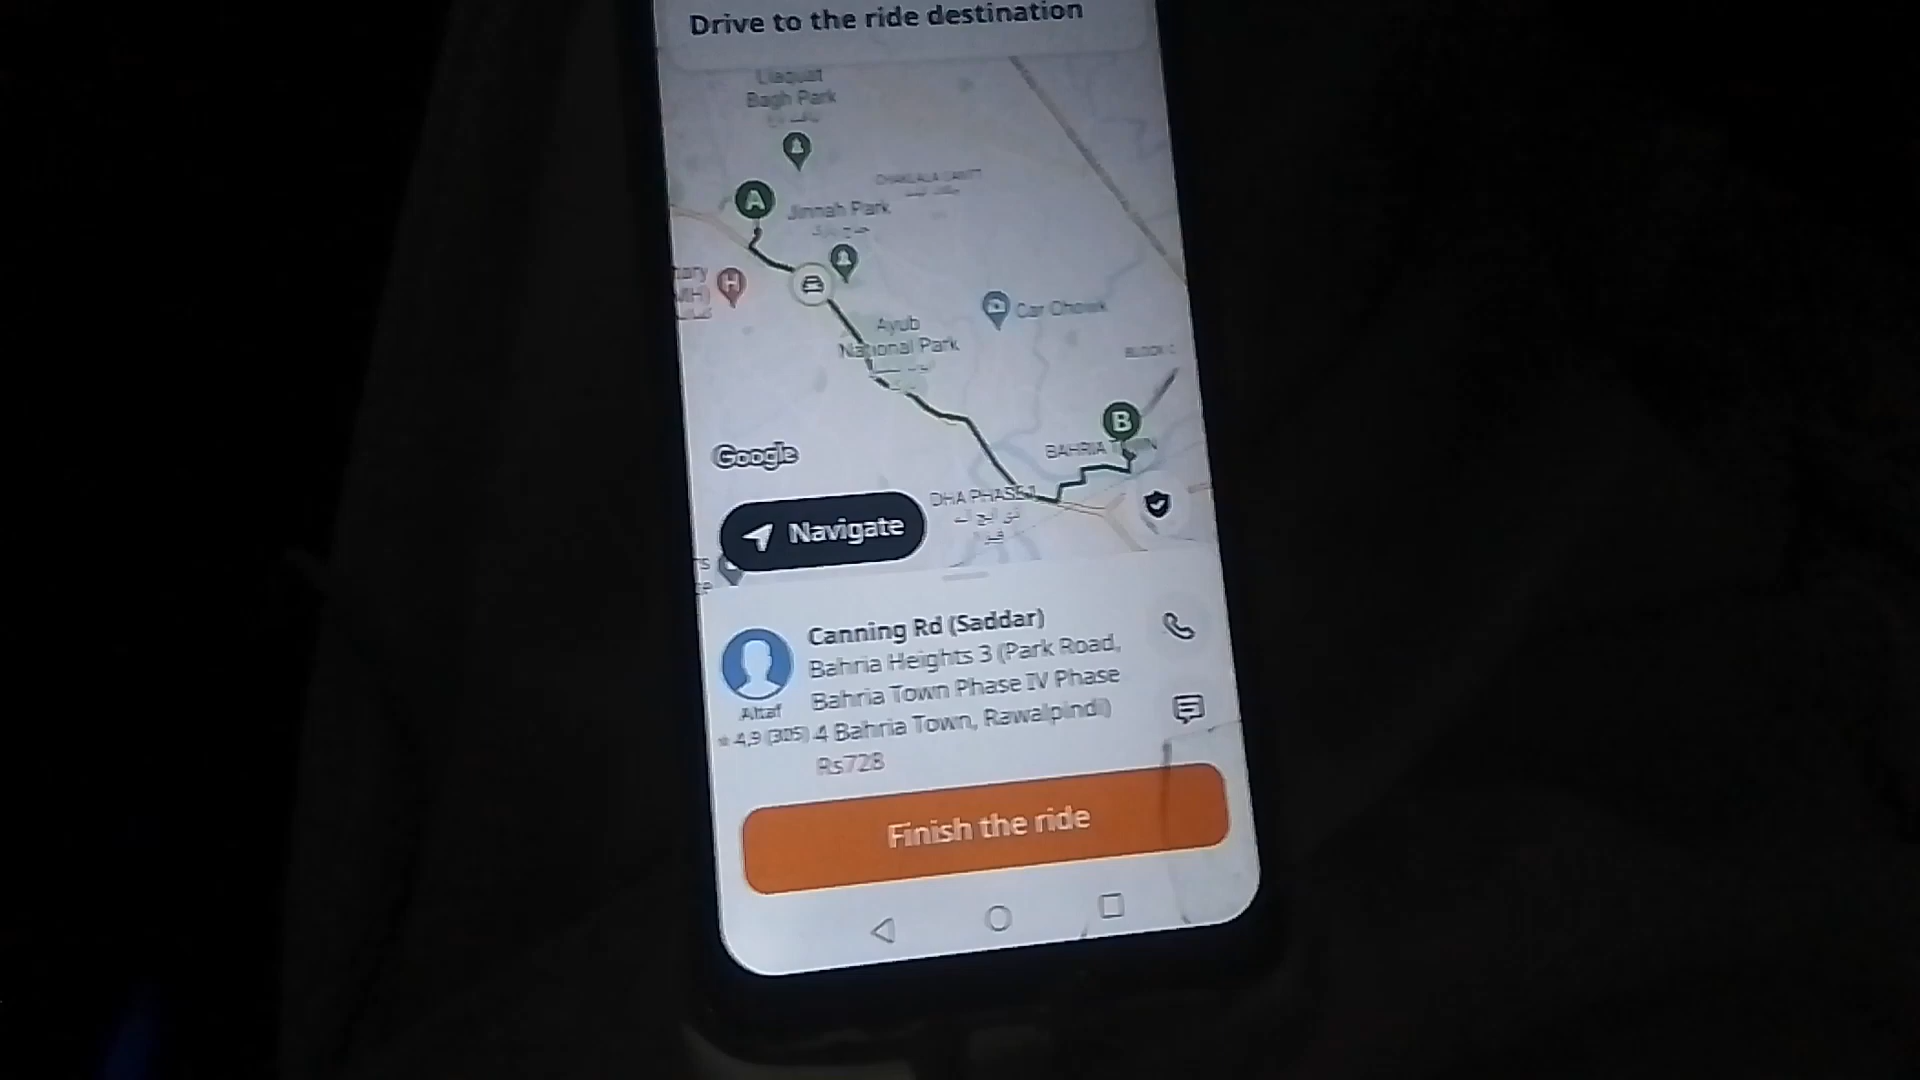 Drive to the ride destination
Liaquat
Bagh Park
A
Jinnah Park
H
Ayub
National Park
Car Chowk
BLOCK C
B
BAHRIA
Google
DHA PHASE 1
Navigate
Canning Rd (Saddar)
Bahria Heights 3 (Park Road,
Bahria Town Phase IV Phase
4 Bahria Town, Rawalpindi)
Altaf
4,9 (305)
Rs728
Finish the ride